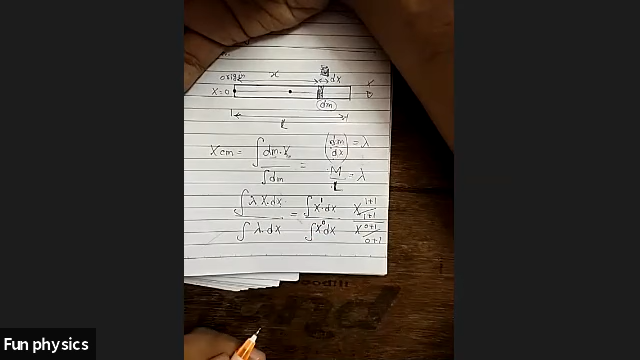 origin x dx
x=0 dm
L
Xcm = ∫dm.x / ∫dm = (dm/dx) = λ
M/L = λ
∫λ x.dx / ∫λ.dx = ∫x¹.dx / ∫x⁰dx
x^(1+1)/(1+1) / x^(0+1)/(0+1)
Fun physics